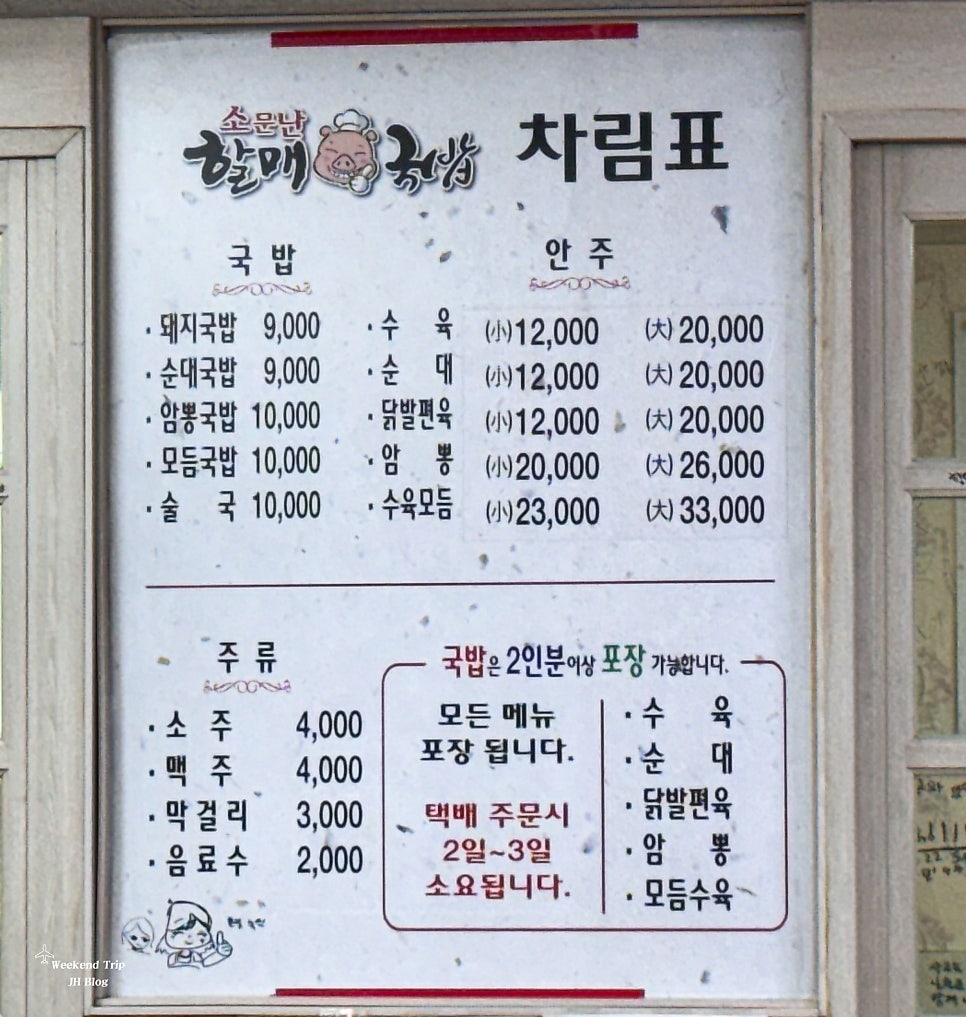 소문난
할매 국밥
차림표
국 밥
· 돼지국밥 9,000
· 순대국밥 9,000
· 암뽕국밥 10,000
· 모듬국밥 10,000
· 술 국 10,000
안 주
· 수 육 (小)12,000 (大)20,000
· 순 대 (小)12,000 (大)20,000
· 닭발편육 (小)12,000 (大)20,000
· 암 뽕 (小)20,000 (大)26,000
· 수육모듬 (小)23,000 (大)33,000
주 류
· 소 주 4,000
· 맥 주 4,000
· 막걸리 3,000
· 음료수 2,000
국밥은 2인분이상 포장 가능합니다.
모든 메뉴
포장 됩니다.
택배 주문시
2일~3일
소요됩니다.
· 수 육
· 순 대
· 닭발편육
· 암 뽕
· 모듬수육
Weekend Trip
JH Blog